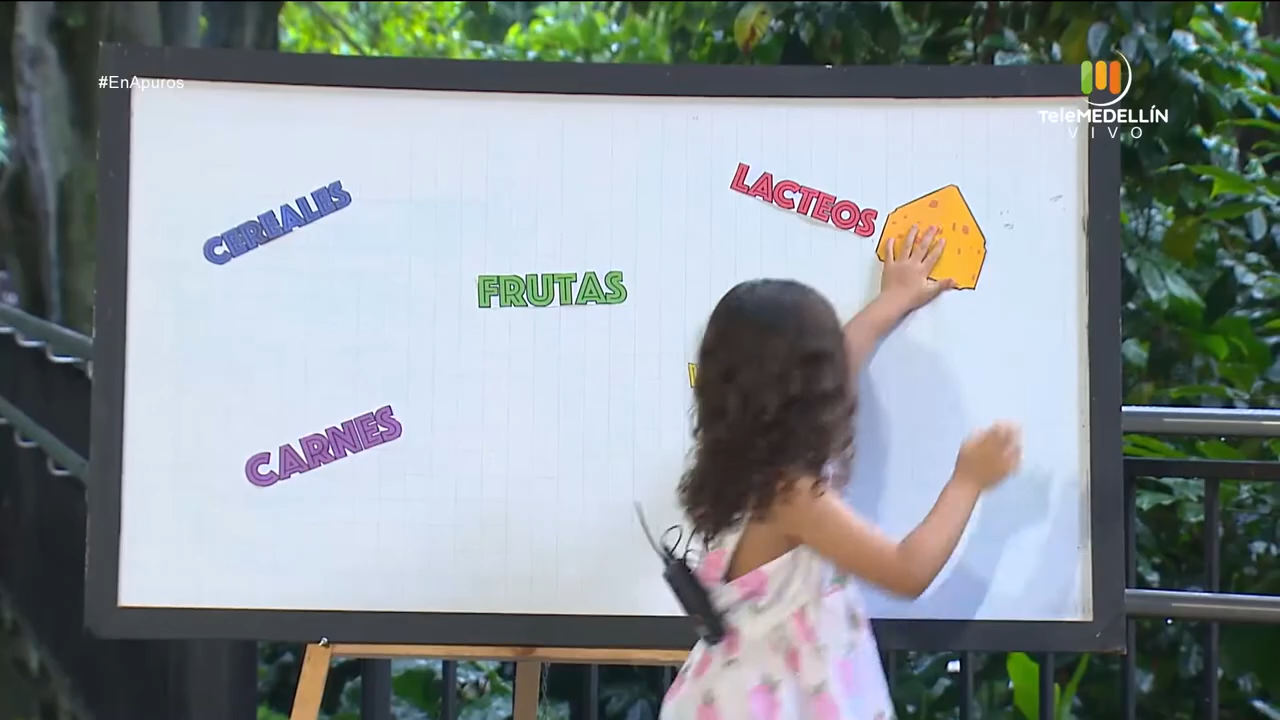 #EnApuros
TeleMEDELLÍN
VIVO
LACTEOS
CEREALES
FRUTAS
CARNES